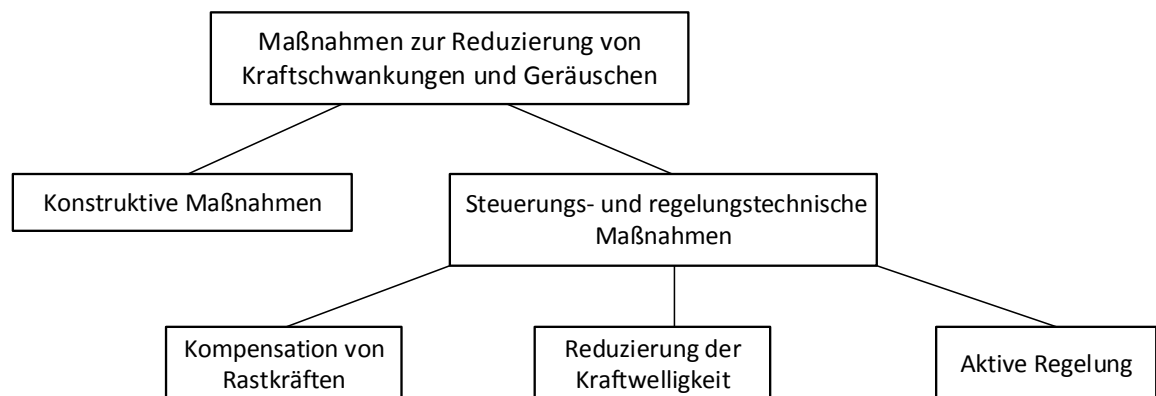 Maßnahmen zur Reduzierung von
Kraftschwankungen und Geräuschen
Konstruktive Maßnahmen
Steuerungs- und regelungstechnische
Maßnahmen
Kompensation von
Rastkräften
Reduzierung der
Kraftwelligkeit
Aktive Regelung